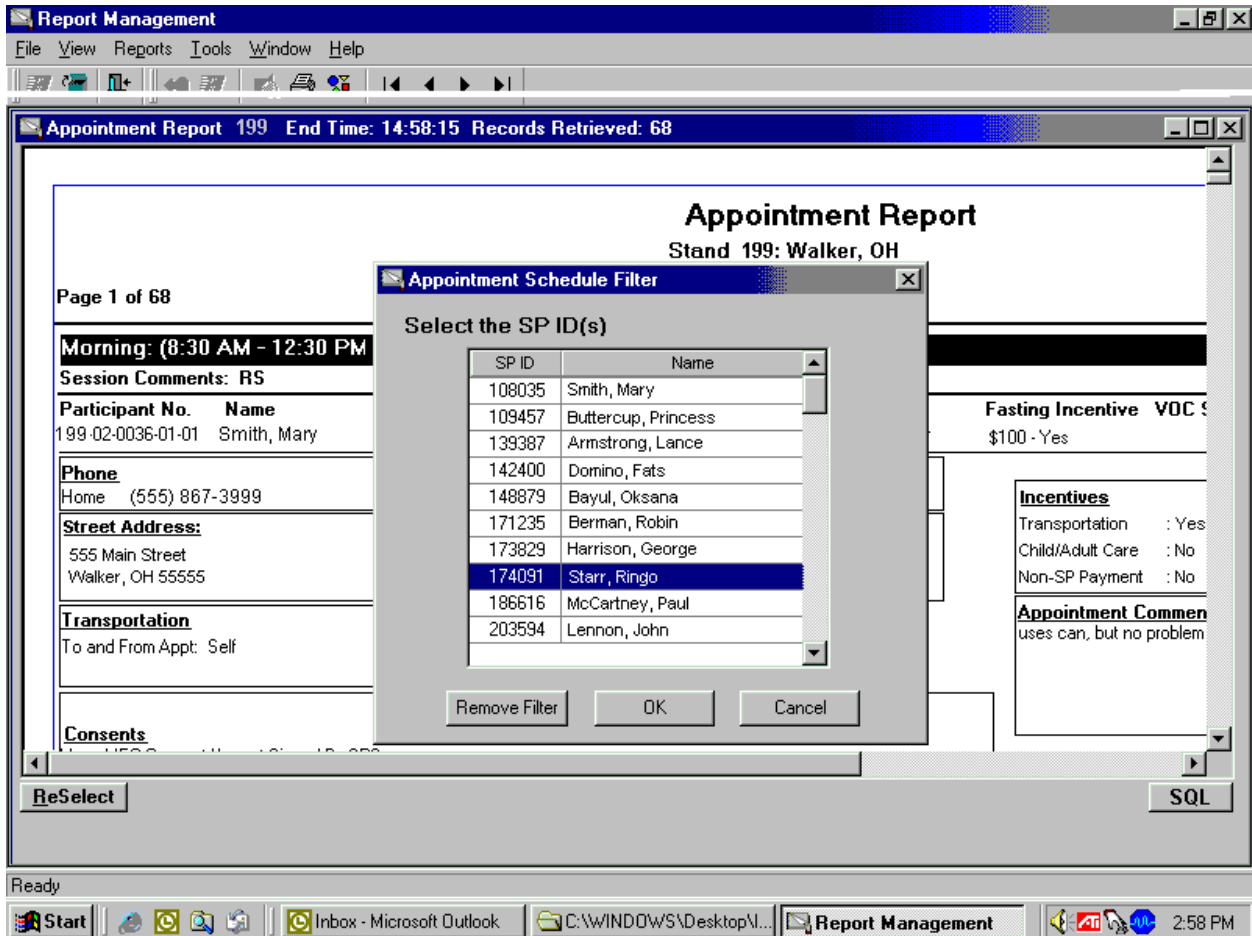 Report Management
File View Reports Tools Window Help
Appointment Report 199 End Time: 14:58:15 Records Retrieved: 68
Appointment Report
Stand 199: Walker, OH
Page 1 of 68
Morning: (8:30 AM - 12:30 PM
Session Comments: RS
Participant No. Name Fasting Incentive VOC
199-02-0036-01-01 Smith, Mary $100 - Yes
Phone
Home (555) 867-3999
Street Address:
555 Main Street
Walker, OH 55555
Transportation
To and From Appt: Self
Consents
Incentives
Transportation : Yes
Child/Adult Care : No
Non-SP Payment : No
Appointment Commen
uses can, but no problem
Appointment Schedule Filter
Select the SP ID(s)
SP ID Name
108035 Smith, Mary
109457 Buttercup, Princess
139387 Armstrong, Lance
142400 Domino, Fats
148879 Bayul, Oksana
171235 Berman, Robin
173829 Harrison, George
174091 Starr, Ringo
186616 McCartney, Paul
203594 Lennon, John
Remove Filter OK Cancel
ReSelect SQL
Ready
Start Inbox - Microsoft Outlook C:\WINDOWS\Desktop\I... Report Management ATI 2:58 PM